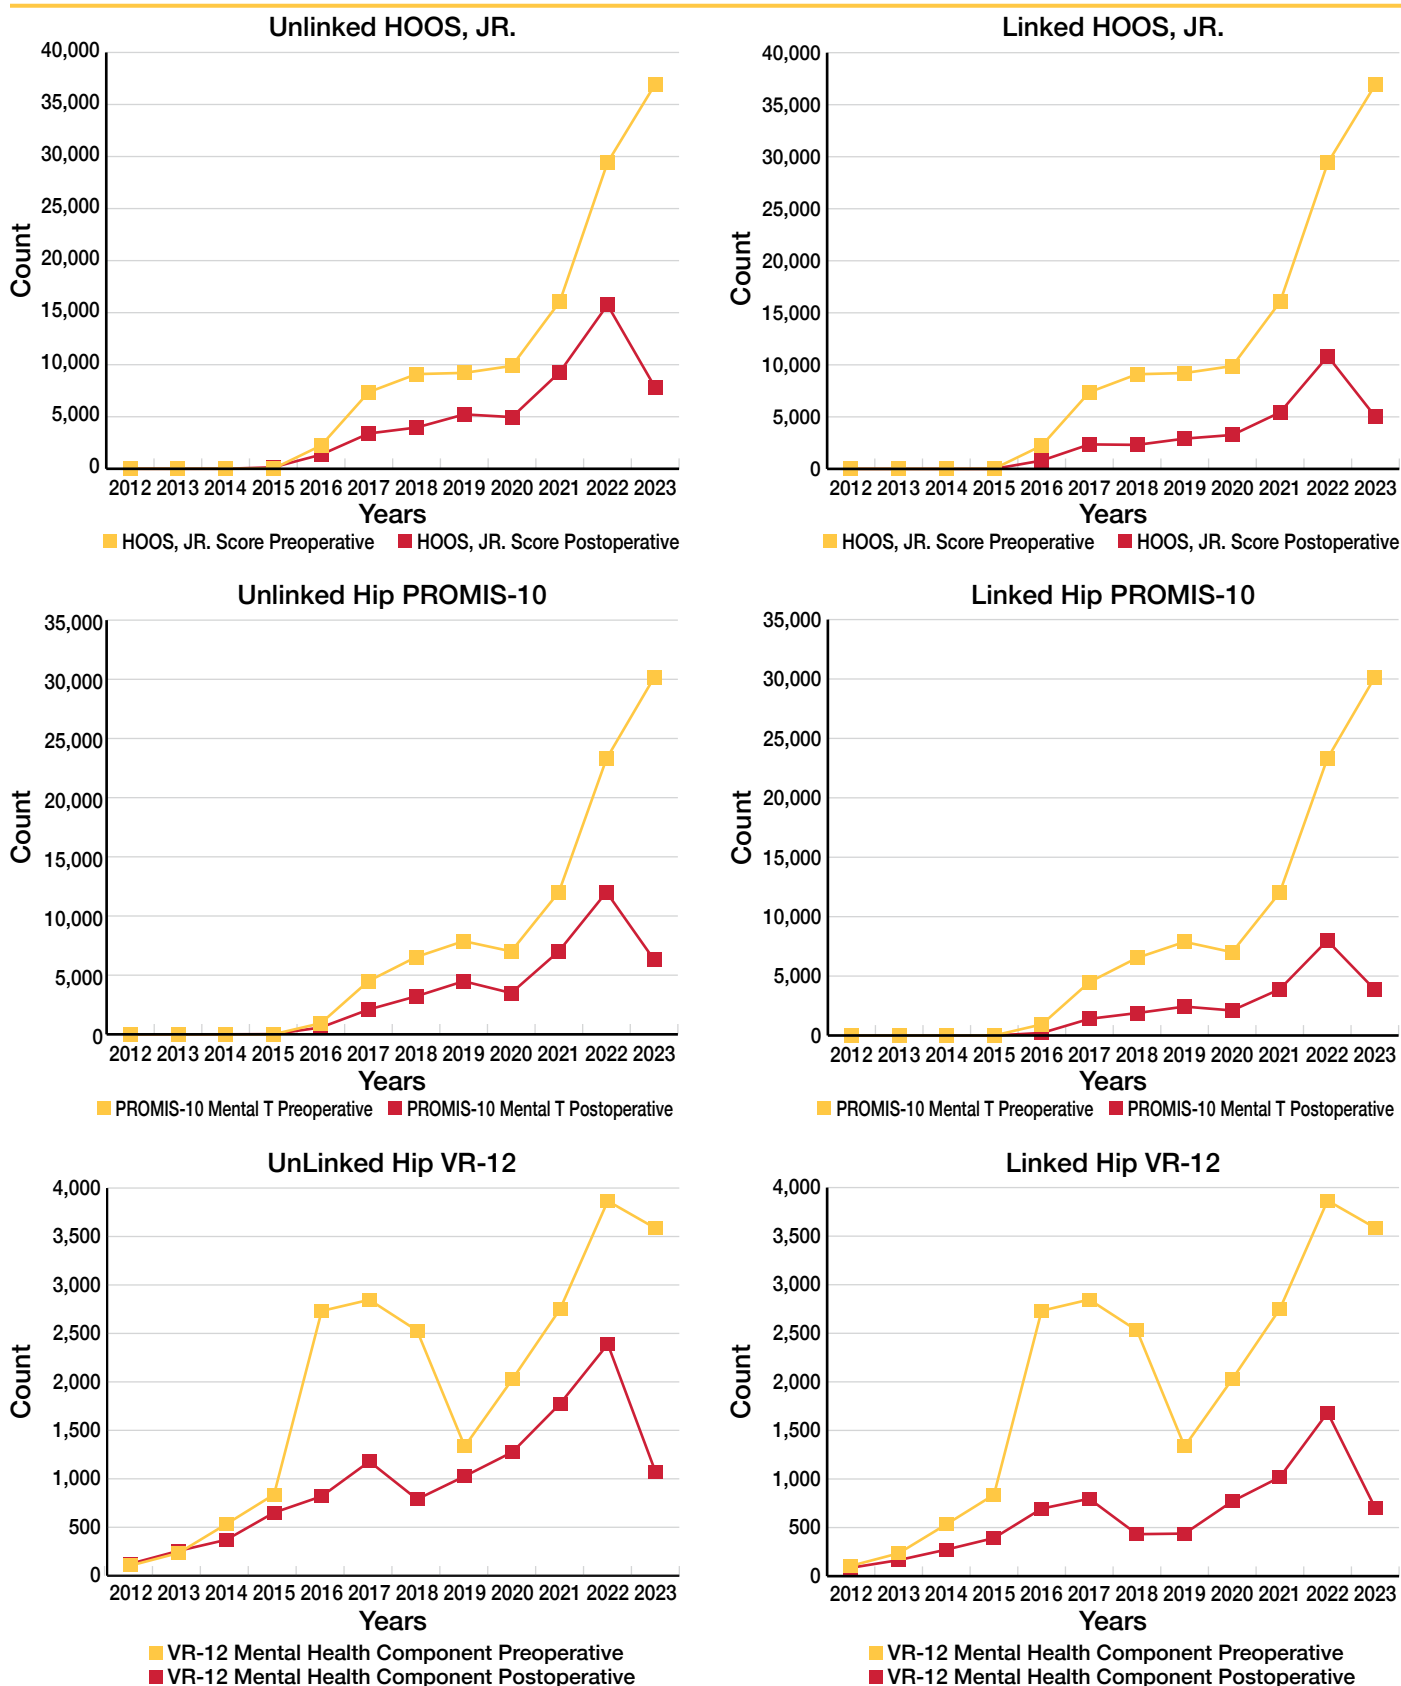 Unlinked HOOS, JR.
40,000
35,000
30,000
25,000
20,000
15,000
10,000
5,000
0
Count
2012 2013 2014 2015 2016 2017 2018 2019 2020 2021 2022 2023
Years
HOOS, JR. Score Preoperative HOOS, JR. Score Postoperative
Linked HOOS, JR.
40,000
35,000
30,000
25,000
20,000
15,000
10,000
5,000
0
Count
2012 2013 2014 2015 2016 2017 2018 2019 2020 2021 2022 2023
Years
HOOS, JR. Score Preoperative HOOS, JR. Score Postoperative
Unlinked Hip PROMIS-10
35,000
30,000
25,000
20,000
15,000
10,000
5,000
0
Count
2012 2013 2014 2015 2016 2017 2018 2019 2020 2021 2022 2023
Years
PROMIS-10 Mental T Preoperative PROMIS-10 Mental T Postoperative
Linked Hip PROMIS-10
35,000
30,000
25,000
20,000
15,000
10,000
5,000
0
Count
2012 2013 2014 2015 2016 2017 2018 2019 2020 2021 2022 2023
Years
PROMIS-10 Mental T Preoperative PROMIS-10 Mental T Postoperative
UnLinked Hip VR-12
4,000
3,500
3,000
2,500
2,000
1,500
1,000
500
0
Count
2012 2013 2014 2015 2016 2017 2018 2019 2020 2021 2022 2023
Years
VR-12 Mental Health Component Preoperative
VR-12 Mental Health Component Postoperative
Linked Hip VR-12
4,000
3,500
3,000
2,500
2,000
1,500
1,000
500
0
Count
2012 2013 2014 2015 2016 2017 2018 2019 2020 2021 2022 2023
Years
VR-12 Mental Health Component Preoperative
VR-12 Mental Health Component Postoperative